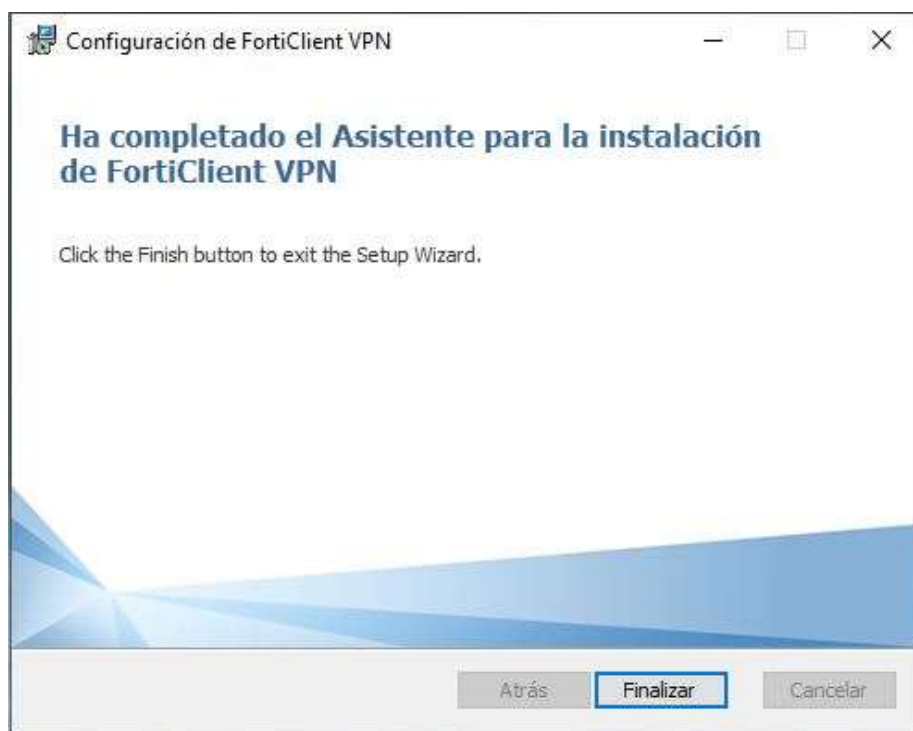 Configuración de FortiClient VPN
Ha completado el Asistente para la instalación
de FortiClient VPN
Click the Finish button to exit the Setup Wizard.
Atrás Finalizar Cancelar